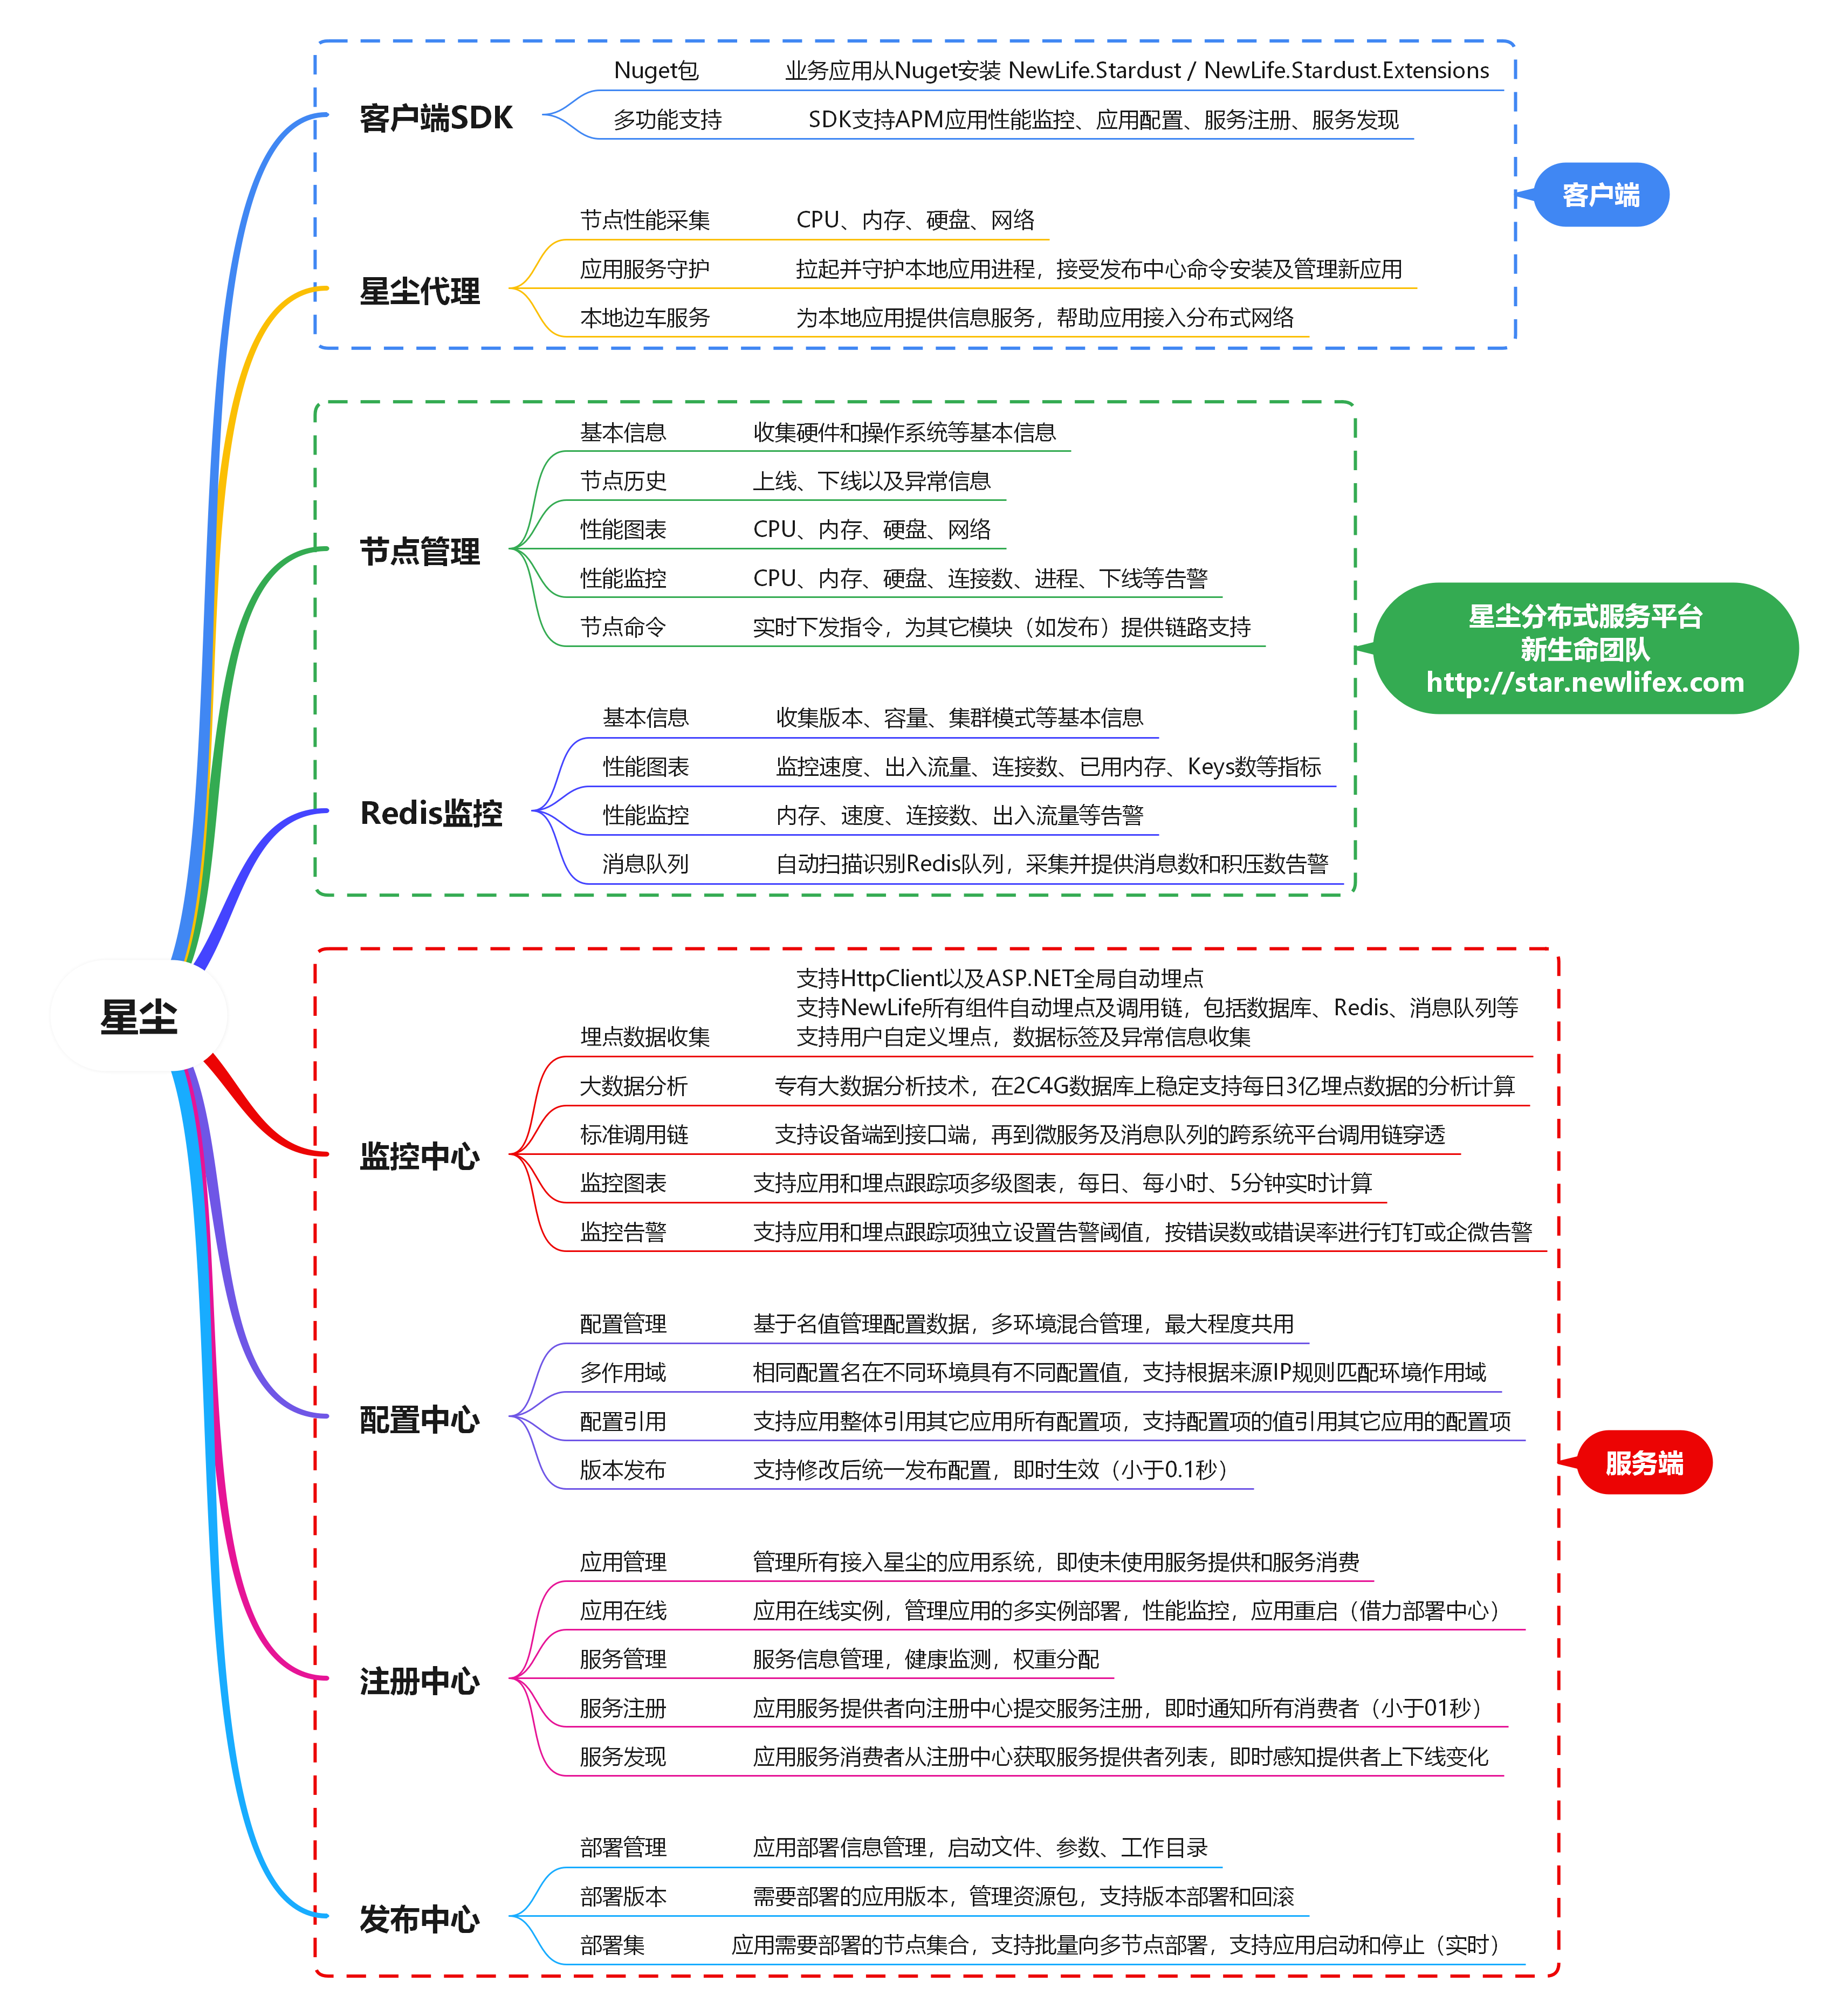 星尘
客户端SDK
Nuget包 业务应用从Nuget安装 NewLife.Stardust / NewLife.Stardust.Extensions
多功能支持 SDK支持APM应用性能监控、应用配置、服务注册、服务发现
星尘代理
节点性能采集 CPU、内存、硬盘、网络
应用服务守护 拉起并守护本地应用进程，接受发布中心命令安装及管理新应用
本地边车服务 为本地应用提供信息服务，帮助应用接入分布式网络
客户端
节点管理
基本信息 收集硬件和操作系统等基本信息
节点历史 上线、下线以及异常信息
性能图表 CPU、内存、硬盘、网络
性能监控 CPU、内存、硬盘、连接数、进程、下线等告警
节点命令 实时下发指令，为其它模块（如发布）提供链路支持
Redis监控
基本信息 收集版本、容量、集群模式等基本信息
性能图表 监控速度、出入流量、连接数、已用内存、Keys数等指标
性能监控 内存、速度、连接数、出入流量等告警
消息队列 自动扫描识别Redis队列，采集并提供消息数和积压数告警
星尘分布式服务平台
新生命团队
http://star.newlifex.com
监控中心
支持HttpClient以及ASP.NET全局自动埋点
支持NewLife所有组件自动埋点及调用链，包括数据库、Redis、消息队列等
埋点数据收集 支持用户自定义埋点，数据标签及异常信息收集
大数据分析 专有大数据分析技术，在2C4G数据库上稳定支持每日3亿埋点数据的分析计算
标准调用链 支持设备端到接口端，再到微服务及消息队列的跨系统平台调用链穿透
监控图表 支持应用和埋点跟踪项多级图表，每日、每小时、5分钟实时计算
监控告警 支持应用和埋点跟踪项独立设置告警阈值，按错误数或错误率进行钉钉或企微告警
配置中心
配置管理 基于名值管理配置数据，多环境混合管理，最大程度共用
多作用域 相同配置名在不同环境具有不同配置值，支持根据来源IP规则匹配环境作用域
配置引用 支持应用整体引用其它应用所有配置项，支持配置项的值引用其它应用的配置项
版本发布 支持修改后统一发布配置，即时生效（小于0.1秒）
注册中心
应用管理 管理所有接入星尘的应用系统，即使未使用服务提供和服务消费
应用在线 应用在线实例，管理应用的多实例部署，性能监控，应用重启（借力部署中心）
服务管理 服务信息管理，健康监测，权重分配
服务注册 应用服务提供者向注册中心提交服务注册，即时通知所有消费者（小于01秒）
服务发现 应用服务消费者从注册中心获取服务提供者列表，即时感知提供者上下线变化
发布中心
部署管理 应用部署信息管理，启动文件、参数、工作目录
部署版本 需要部署的应用版本，管理资源包，支持版本部署和回滚
部署集 应用需要部署的节点集合，支持批量向多节点部署，支持应用启动和停止（实时）
服务端